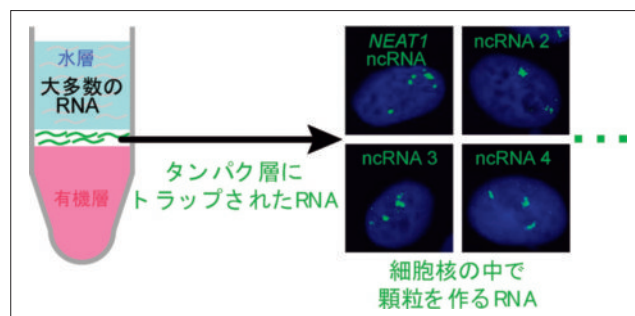 水層
大多数の
RNA
有機層
タンパク層に
トラップされたRNA
NEAT1
ncRNA
ncRNA 2
ncRNA 3
ncRNA 4
細胞核の中で
顆粒を作るRNA